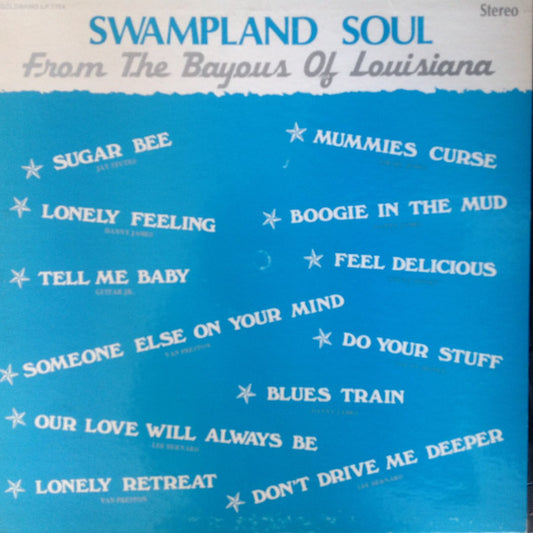 GOLDBAND LP 7754
Stereo
SWAMPLAND SOUL
From The Bayous Of Louisiana
SUGAR BEE
LONELY FEELING
DANNY JAMES
TELL ME BABY
GUITAR JR.
SOMEONE ELSE ON YOUR MIND
VAN PRESTON
OUR LOVE WILL ALWAYS BE
LEE BERNARD
LONELY RETREAT
VAN PRESTON
MUMMIES CURSE
BOOGIE IN THE MUD
FEEL DELICIOUS
DO YOUR STUFF
BLUES TRAIN
DANNY JAMES
DON'T DRIVE ME DEEPER
LEE BERNARD